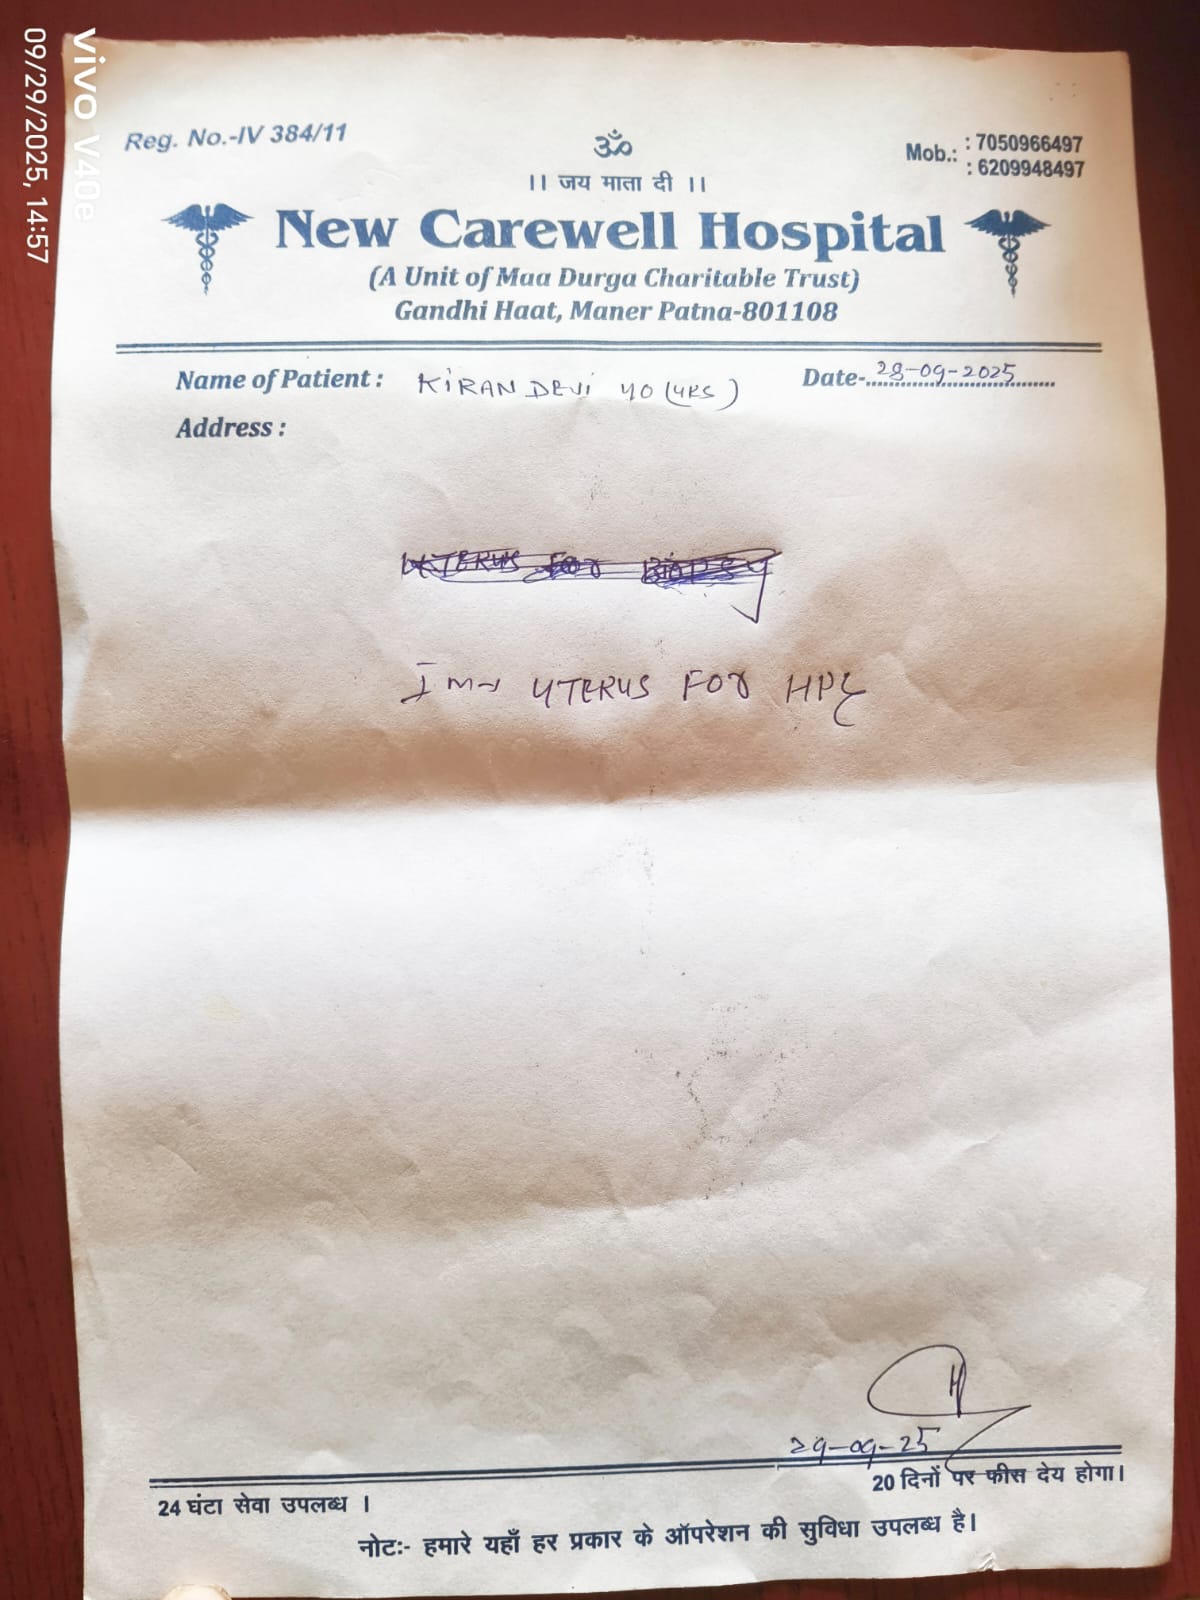 Reg. No.-IV 384/11
ॐ
Mob.: : 7050966497
: 6209948497
।। जय माता दी ।।
New Carewell Hospital
(A Unit of Maa Durga Charitable Trust)
Gandhi Haat, Maner Patna-801108
Name of Patient : KIRAN DEVI 40 (YRS)
Date- 28-09-2025
Address :
UTERUS FOR BIOPSY
UTERUS FOR HPE
29-09-25
20 दिनों पर फीस देय होगा।
24 घंटा सेवा उपलब्ध ।
नोटः- हमारे यहाँ हर प्रकार के ऑपरेशन की सुविधा उपलब्ध है।
vivo V40e
09/29/2025, 14:57